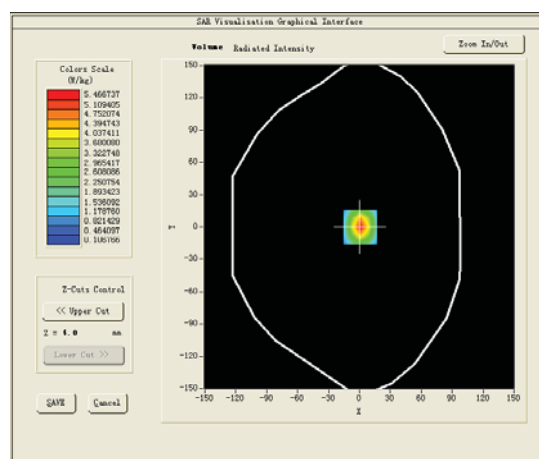 SAR Visualisation Graphical Interface
Volume Radiated Intensity
Zoom In/Out
Colors Scale
(W/kg)
5.466737
5.109405
4.752074
4.394743
4.037411
3.680080
3.322748
2.965417
2.608086
2.250754
1.893423
1.536092
1.178760
0.821429
0.464097
0.106766
Z-Cuts Control
<< Upper Cut
Z = 4.0 mm
Lower Cut >>
SAVE Cancel
150
120
90
60
30
Y 0
-30
-60
-90
-120
-150
-150 -120 -90 -60 -30 0 30 60 90 120 150
X